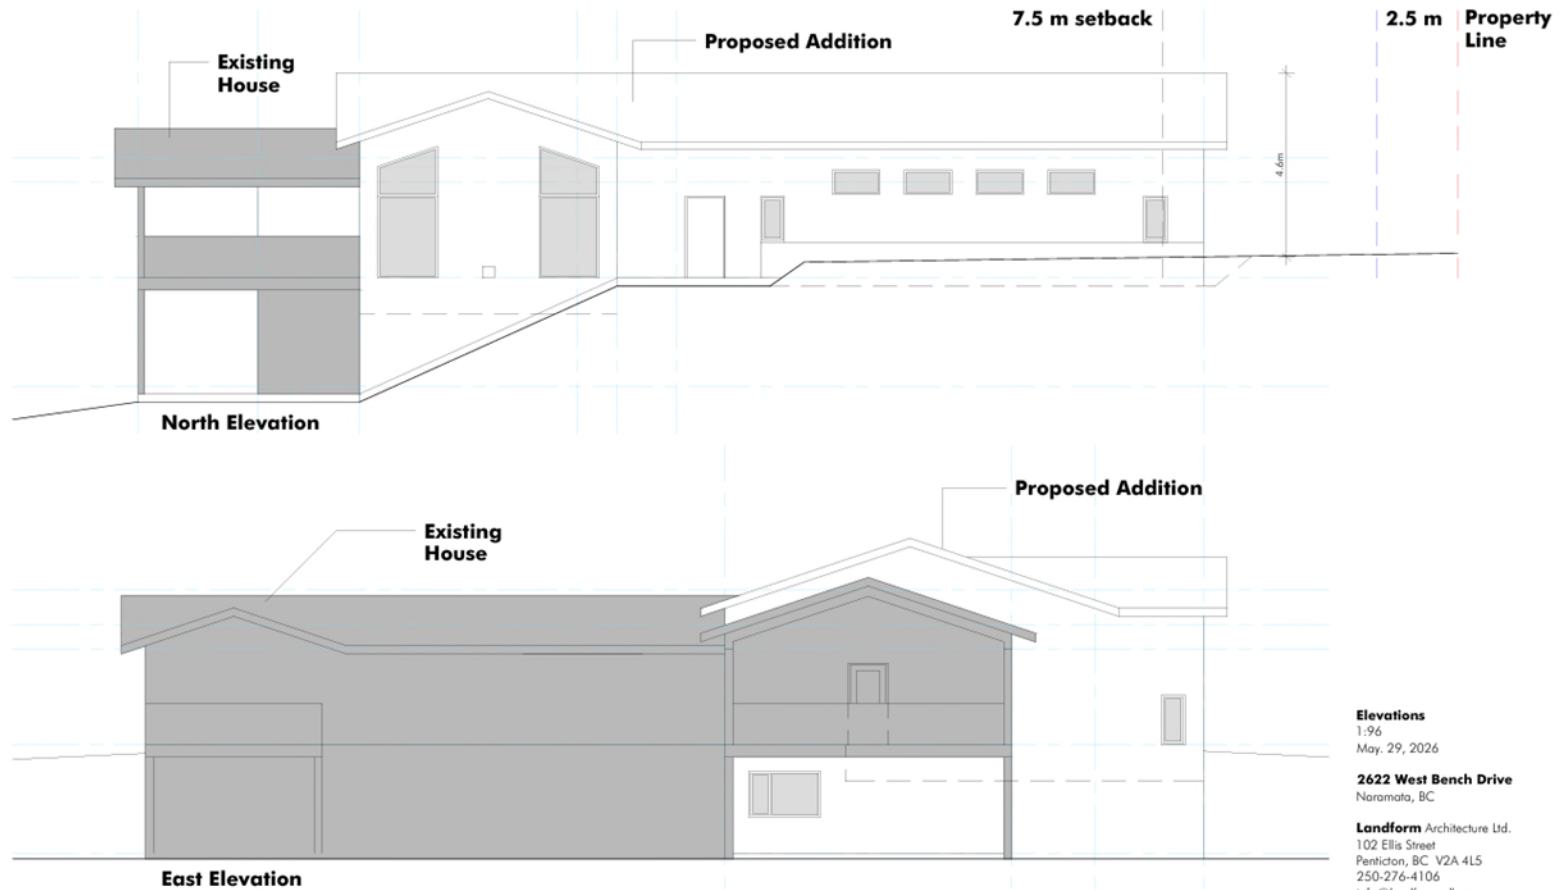 7.5 m setback
2.5 m
Property
Line
Proposed Addition
Existing
House
4.6m
North Elevation
Proposed Addition
Existing
House
Elevations
1:96
May. 29, 2026
2622 West Bench Drive
Naramata, BC
Landform Architecture Ltd.
102 Ellis Street
Penticton, BC V2A 4L5
250-276-4106
East Elevation